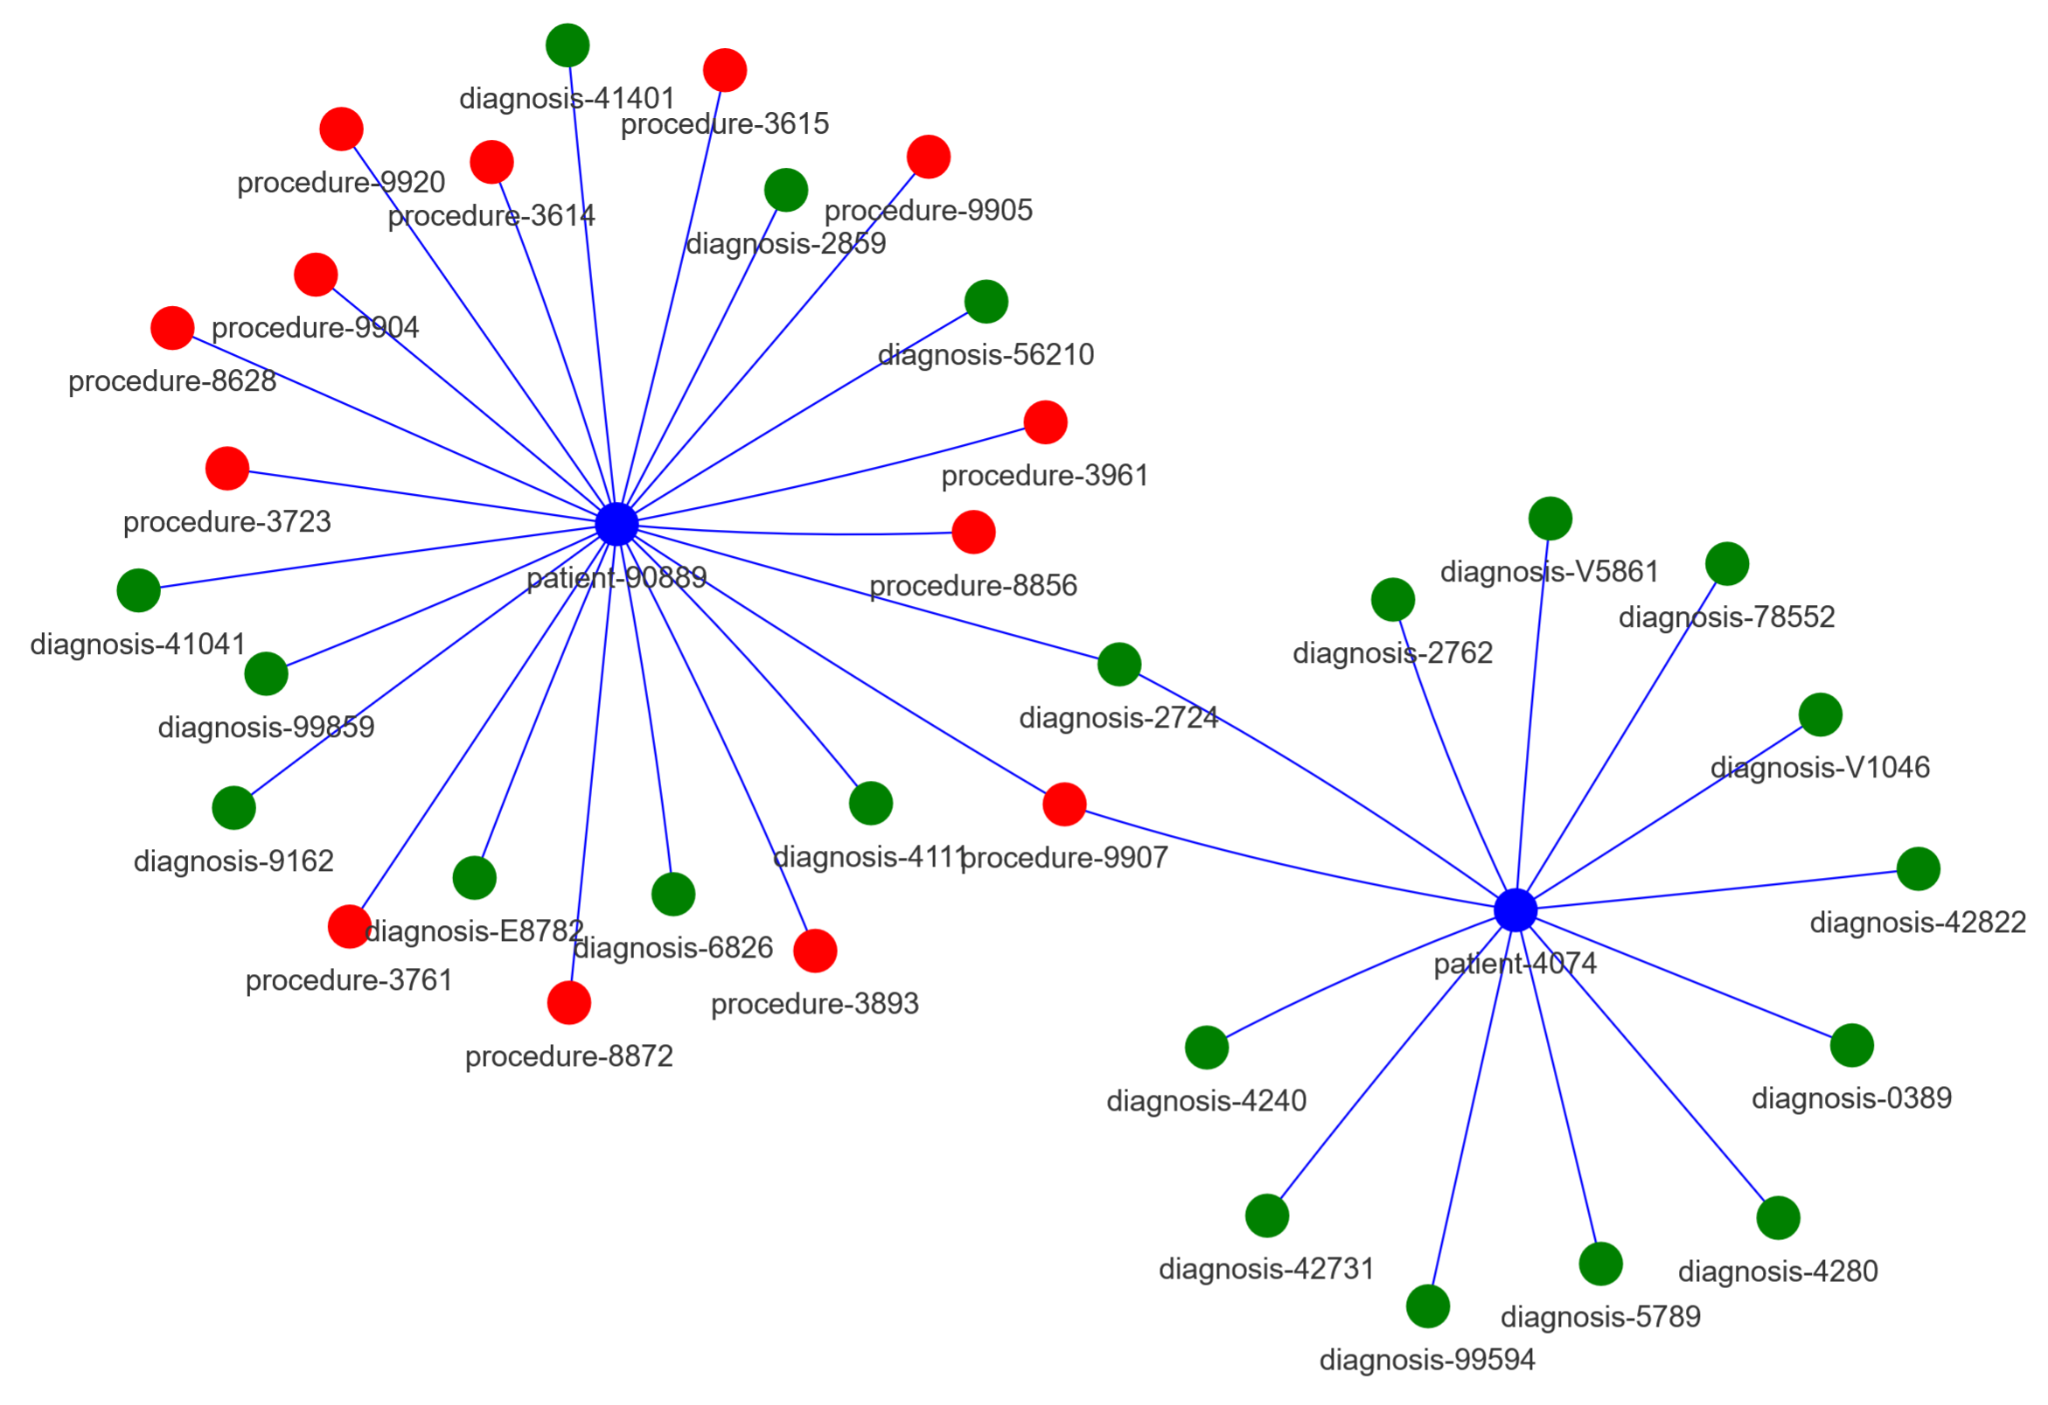 diagnosis-41401
procedure-3615
procedure-9920
procedure-3614
procedure-9905
diagnosis-2859
procedure-9904
diagnosis-56210
procedure-8628
procedure-3961
procedure-3723
patient-90889
procedure-8856
diagnosis-V5861
diagnosis-78552
diagnosis-41041
diagnosis-2762
diagnosis-99859
diagnosis-2724
diagnosis-V1046
diagnosis-9162
diagnosis-4111
procedure-9907
diagnosis-42822
diagnosis-E8782
diagnosis-6826
patient-4074
procedure-3761
procedure-3893
procedure-8872
diagnosis-4240
diagnosis-0389
diagnosis-42731
diagnosis-4280
diagnosis-5789
diagnosis-99594